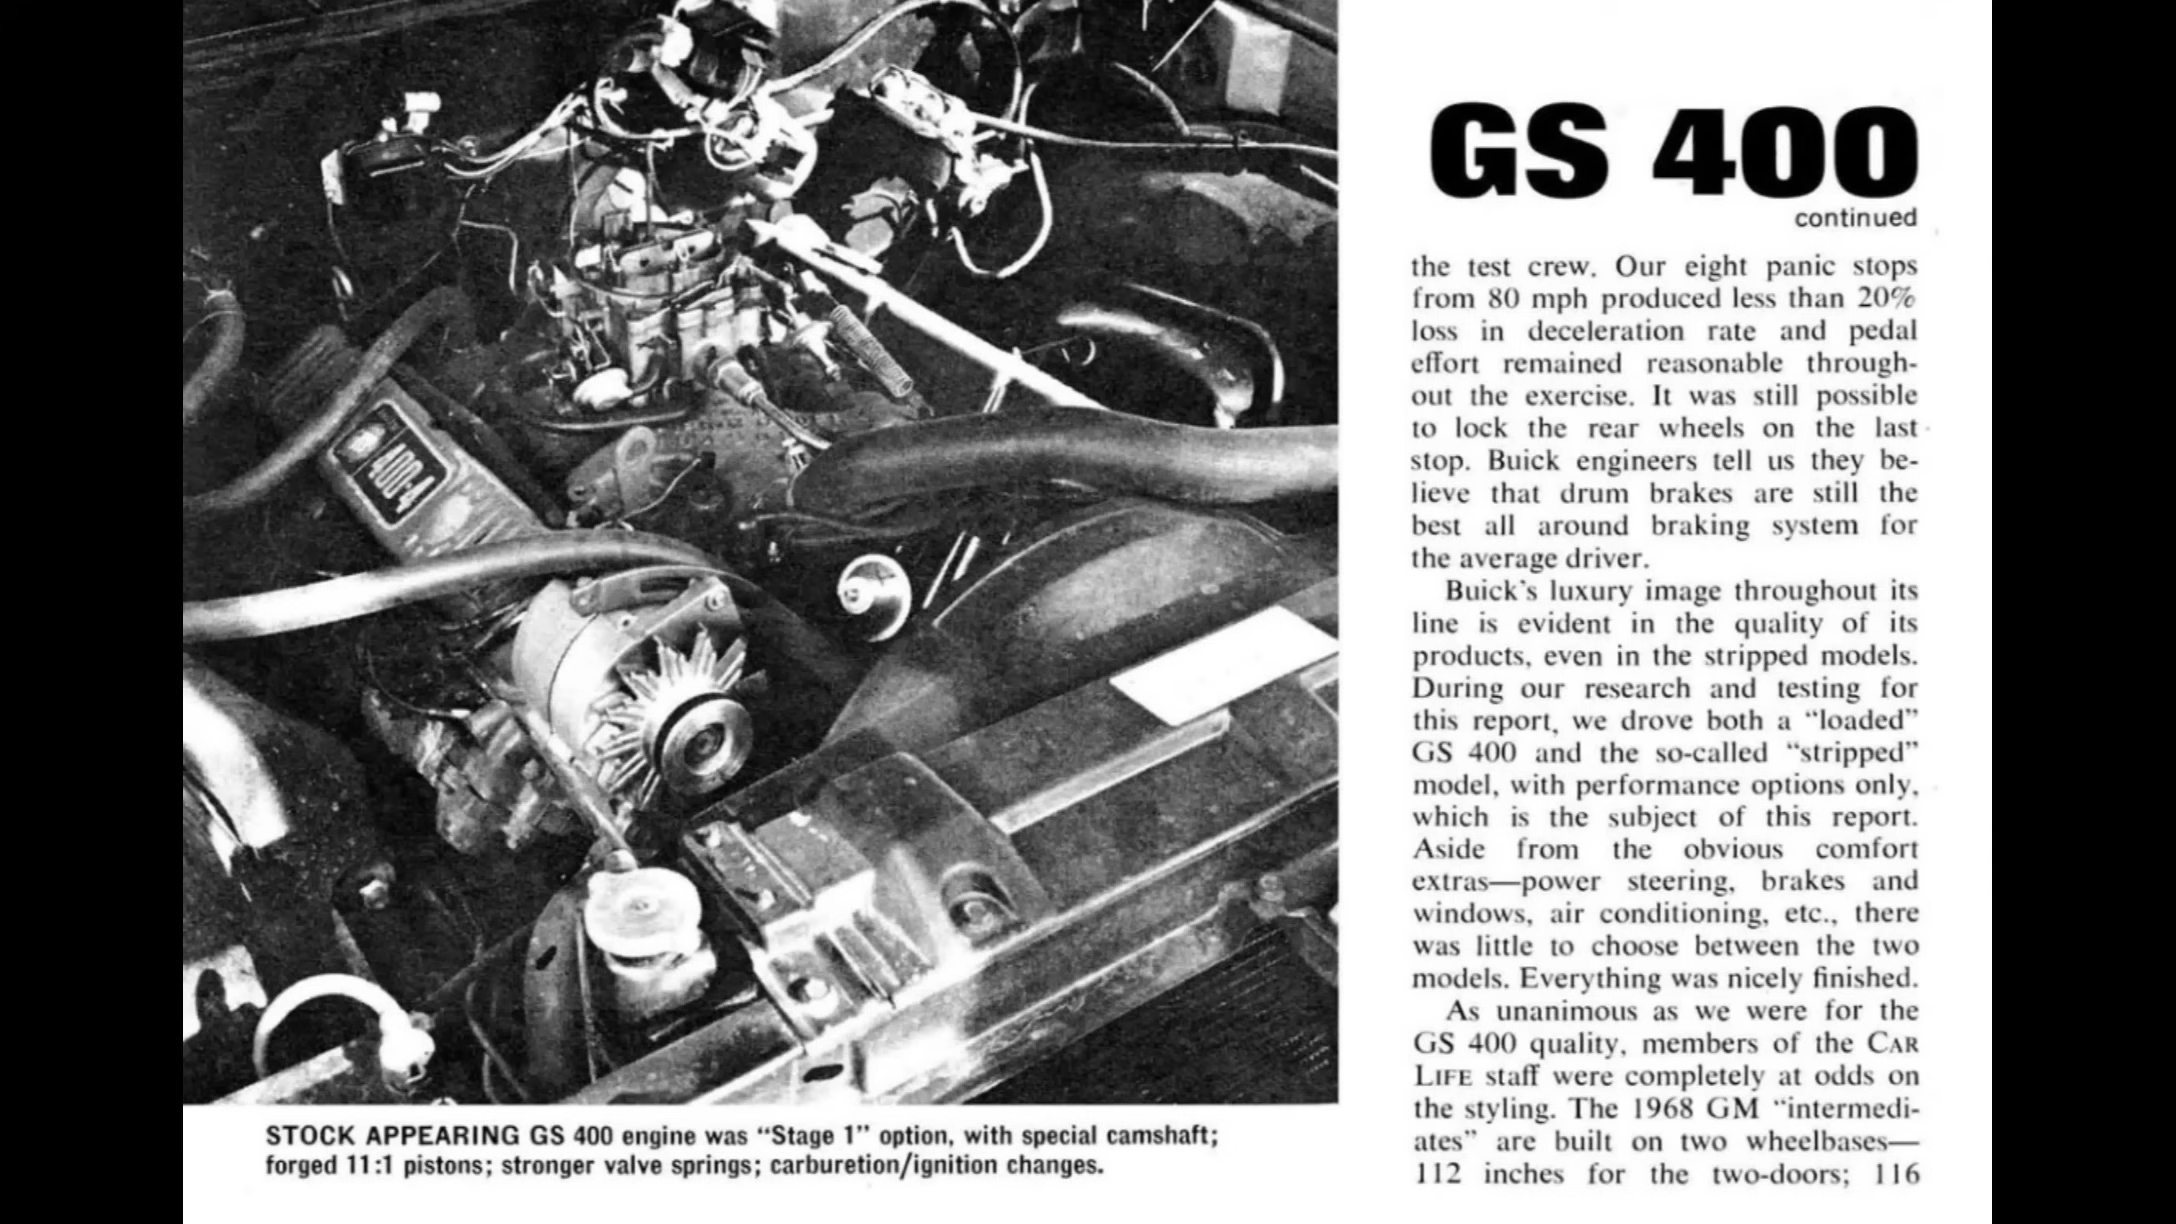 GS 400
continued
the test crew. Our eight panic stops
from 80 mph produced less than 20%
loss in deceleration rate and pedal
effort remained reasonable through-
out the exercise. It was still possible
to lock the rear wheels on the last
stop. Buick engineers tell us they be-
lieve that drum brakes are still the
best all around braking system for
the average driver.
Buick's luxury image throughout its
line is evident in the quality of its
products, even in the stripped models.
During our research and testing for
this report, we drove both a “loaded”
GS 400 and the so-called “stripped”
model, with performance options only,
which is the subject of this report.
Aside from the obvious comfort
extras—power steering, brakes and
windows, air conditioning, etc., there
was little to choose between the two
models. Everything was nicely finished.
As unanimous as we were for the
GS 400 quality, members of the CAR
LIFE staff were completely at odds on
the styling. The 1968 GM “intermedi-
ates” are built on two wheelbases—
112 inches for the two-doors; 116
400-4
STOCK APPEARING GS 400 engine was “Stage 1” option, with special camshaft;
forged 11:1 pistons; stronger valve springs; carburetion/ignition changes.